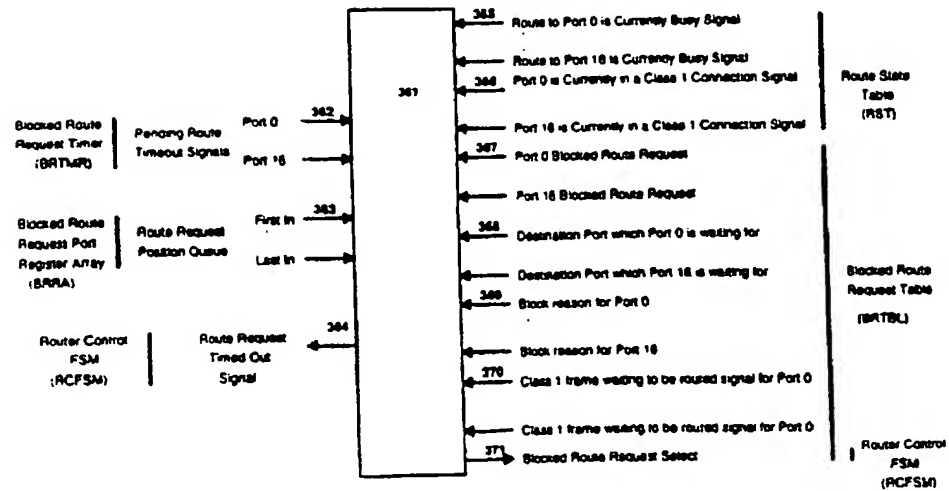 365 Route to Port 0 is Currently Busy Signal
Route to Port 16 is Currently Busy Signal
366 Port 0 is Currently in a Class 1 Connection Signal
Port 16 is Currently in a Class 1 Connection Signal
Route State
Table
(RST)
361
Blocked Route
Request Timer
(BRTMR)
Pending Route
Timeout Signals
Port 0 362
Port 16
367 Port 0 Blocked Route Request
Port 16 Blocked Route Request
368 Destination Port which Port 0 is waiting for
Destination Port which Port 16 is waiting for
369 Block reason for Port 0
Block reason for Port 16
370 Class 1 frame waiting to be routed signal for Port 0
Class 1 frame waiting to be routed signal for Port 0
Blocked Route
Request Table
(BRTBL)
Blocked Route
Request Port
Register Array
(BRRA)
Route Request
Position Queue
First In 363
Last In
Router Control
FSM
(RCFSM)
Route Request
Timed Out
Signal
364
371 Blocked Route Request Select
Router Control
FSM
(RCFSM)